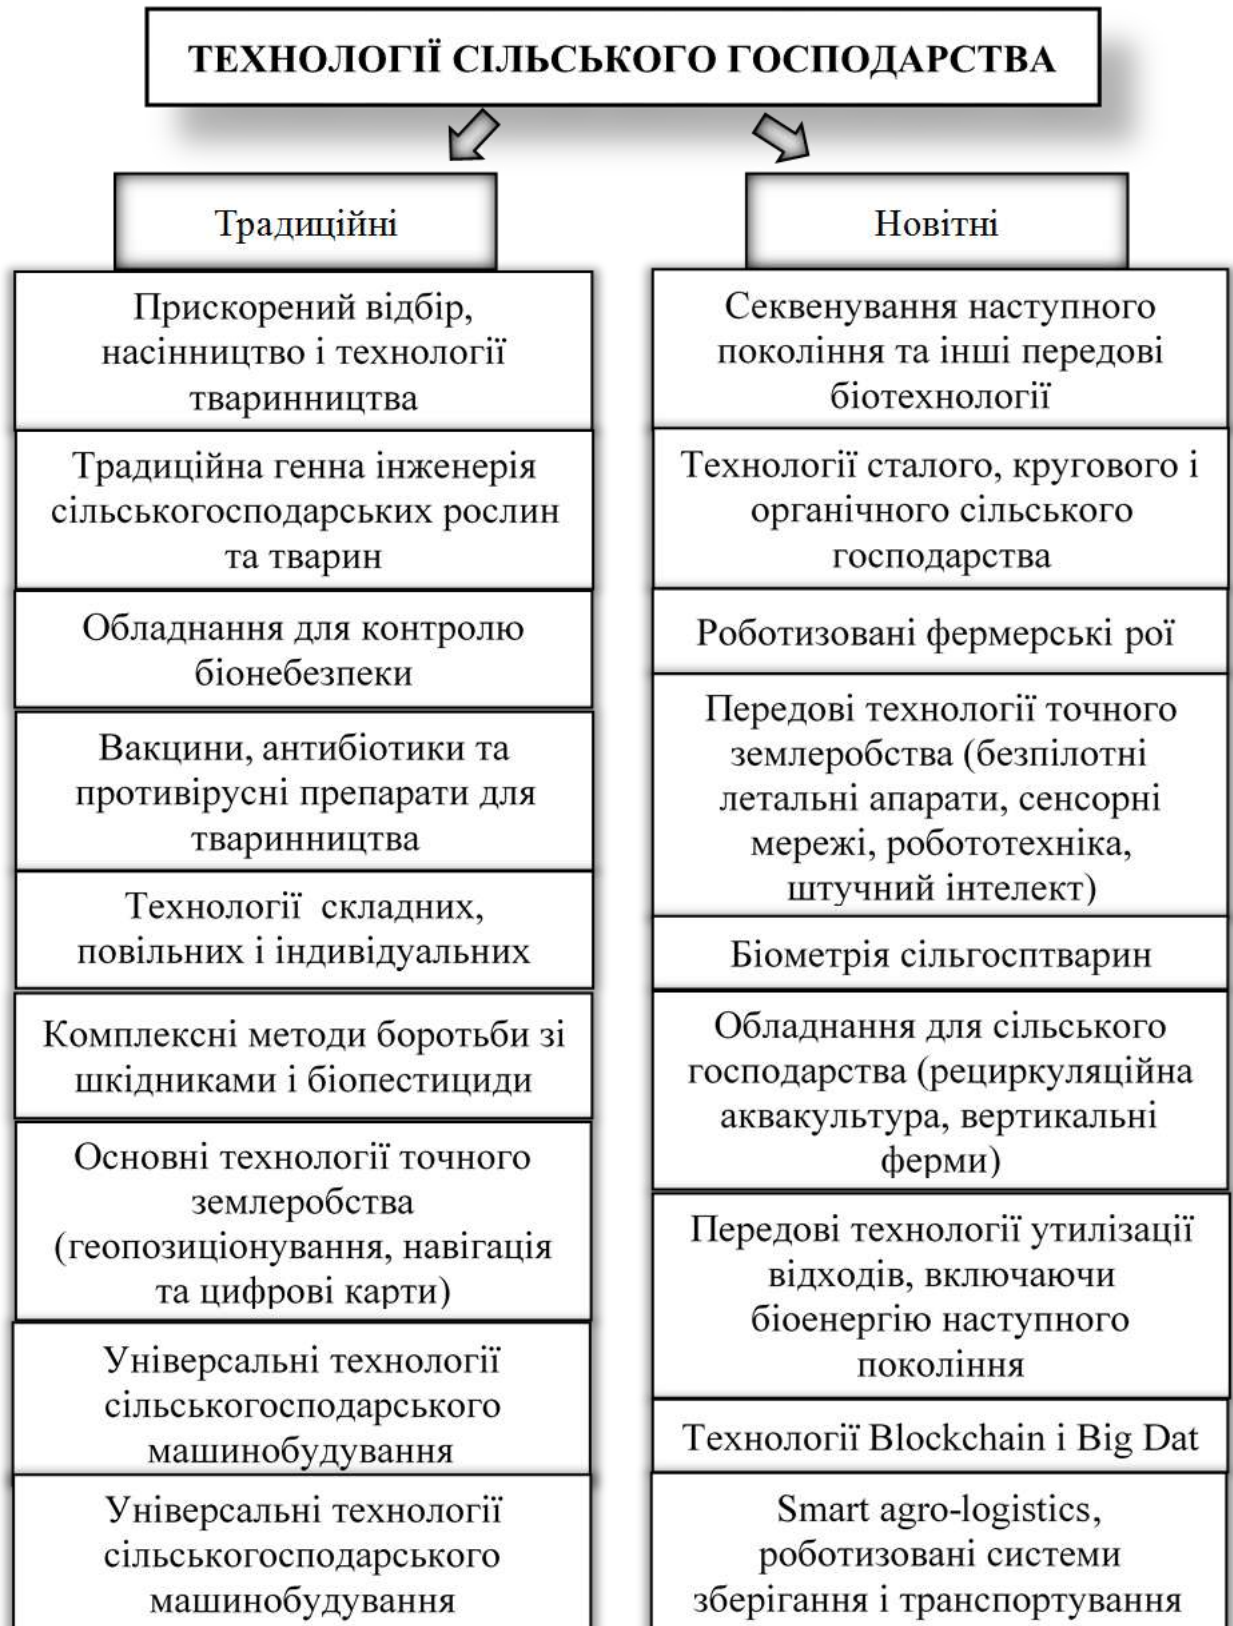 ТЕХНОЛОГІЇ СІЛЬСЬКОГО ГОСПОДАРСТВА
Традиційні
Прискорений відбір,
насінництво і технології
тваринництва
Традиційна генна інженерія
сільськогосподарських рослин
та тварин
Обладнання для контролю
біонебезпеки
Вакцини, антибіотики та
противірусні препарати для
тваринництва
Технології складних,
повільних і індивідуальних
Комплексні методи боротьби зі
шкідниками і біопестициди
Основні технології точного
землеробства
(геопозиціонування, навігація
та цифрові карти)
Універсальні технології
сільськогосподарського
машинобудування
Універсальні технології
сільськогосподарського
машинобудування
Новітні
Секвенування наступного
покоління та інші передові
біотехнології
Технології сталого, кругового і
органічного сільського
господарства
Роботизовані фермерські рої
Передові технології точного
землеробства (безпілотні
летальні апарати, сенсорні
мережі, робототехніка,
штучний інтелект)
Біометрія сільгосптварин
Обладнання для сільського
господарства (рециркуляційна
аквакультура, вертикальні
ферми)
Передові технології утилізації
відходів, включаючи
біоенергію наступного
покоління
Технології Blockchain і Big Dat
Smart agro-logistics,
роботизовані системи
зберігання і транспортування